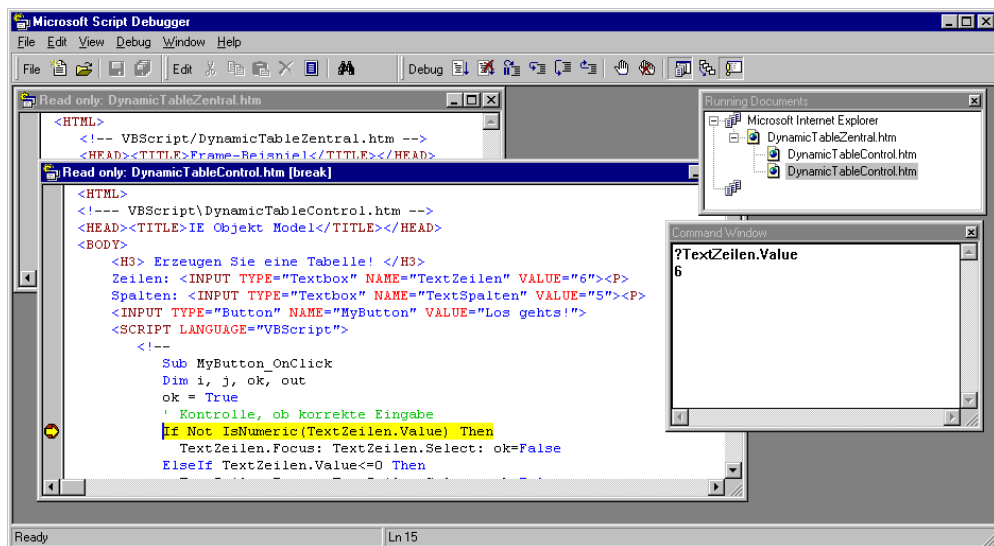 Microsoft Script Debugger
File Edit View Debug Window Help
File Edit Debug
Read only: DynamicTableZentral.htm
<HTML>
<!-- VBScript/DynamicTableZentral.htm -->
<HEAD><TITLE>Frame-Beispiel</TITLE></HEAD>
Read only: DynamicTableControl.htm [break]
<HTML>
<!--- VBScript\DynamicTableControl.htm -->
<HEAD><TITLE>IE Objekt Model</TITLE></HEAD>
<BODY>
<H3> Erzeugen Sie eine Tabelle! </H3>
Zeilen: <INPUT TYPE="Textbox" NAME="TextZeilen" VALUE="6"><P>
Spalten: <INPUT TYPE="Textbox" NAME="TextSpalten" VALUE="5"><P>
<INPUT TYPE="Button" NAME="MyButton" VALUE="Los gehts!">
<SCRIPT LANGUAGE="VBScript">
<!--
Sub MyButton_OnClick
Dim i, j, ok, out
ok = True
' Kontrolle, ob korrekte Eingabe
If Not IsNumeric(TextZeilen.Value) Then
TextZeilen.Focus: TextZeilen.Select: ok=False
ElseIf TextZeilen.Value<=0 Then
Running Documents
Microsoft Internet Explorer
DynamicTableZentral.htm
DynamicTableControl.htm
DynamicTableControl.htm
Command Window
?TextZeilen.Value
6
Ready
Ln 15